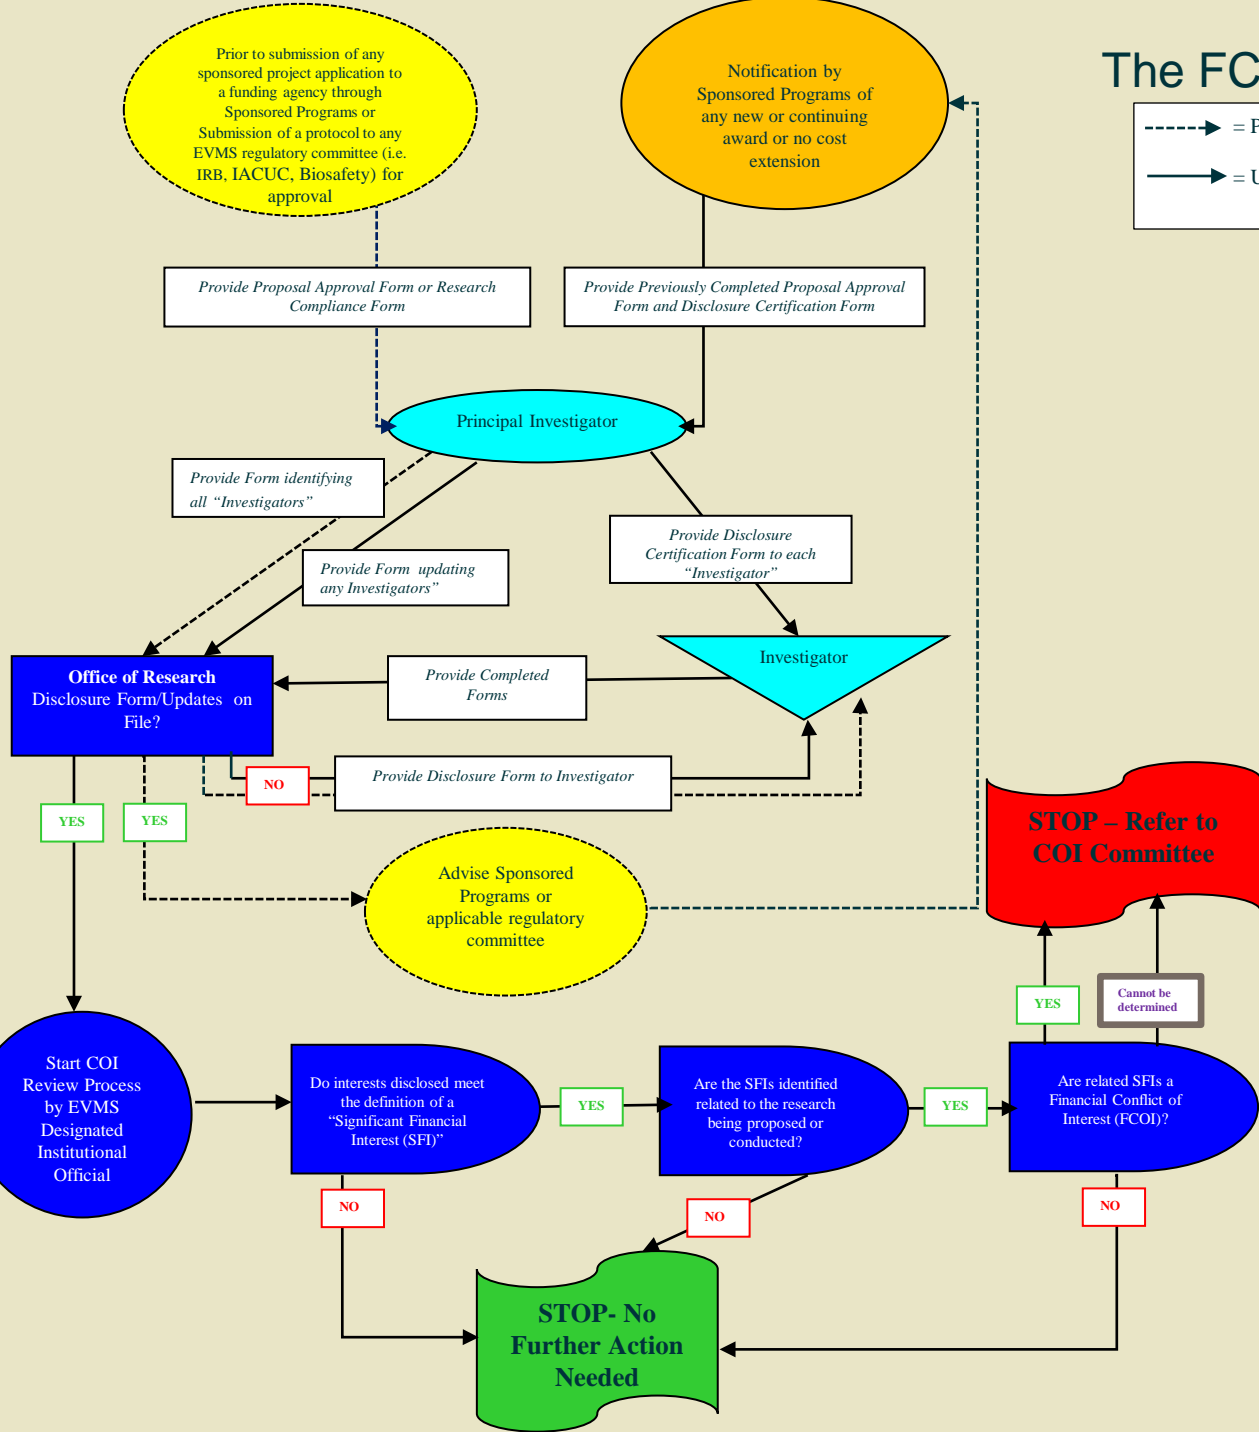 Prior to submission of any
sponsored project application to
a funding agency through
Sponsored Programs or
Submission of a protocol to any
EVMS regulatory committee (i.e.
IRB, IACUC, Biosafety) for
approval
Notification by
Sponsored Programs of
any new or continuing
award or no cost
extension
The FC
= P
= U
Provide Proposal Approval Form or Research
Compliance Form
Provide Previously Completed Proposal Approval
Form and Disclosure Certification Form
Principal Investigator
Provide Form identifying
all “Investigators”
Provide Form updating
any Investigators”
Provide Disclosure
Certification Form to each
“Investigator”
Office of Research
Disclosure Form/Updates on
File?
Provide Completed
Forms
Investigator
NO
Provide Disclosure Form to Investigator
YES
YES
Advise Sponsored
Programs or
applicable regulatory
committee
STOP – Refer to
COI Committee
YES
Cannot be
determined
Start COI
Review Process
by EVMS
Designated
Institutional
Official
Do interests disclosed meet
the definition of a
“Significant Financial
Interest (SFI)”
YES
Are the SFIs identified
related to the research
being proposed or
conducted?
YES
Are related SFIs a
Financial Conflict of
Interest (FCOI)?
NO
NO
NO
STOP- No
Further Action
Needed